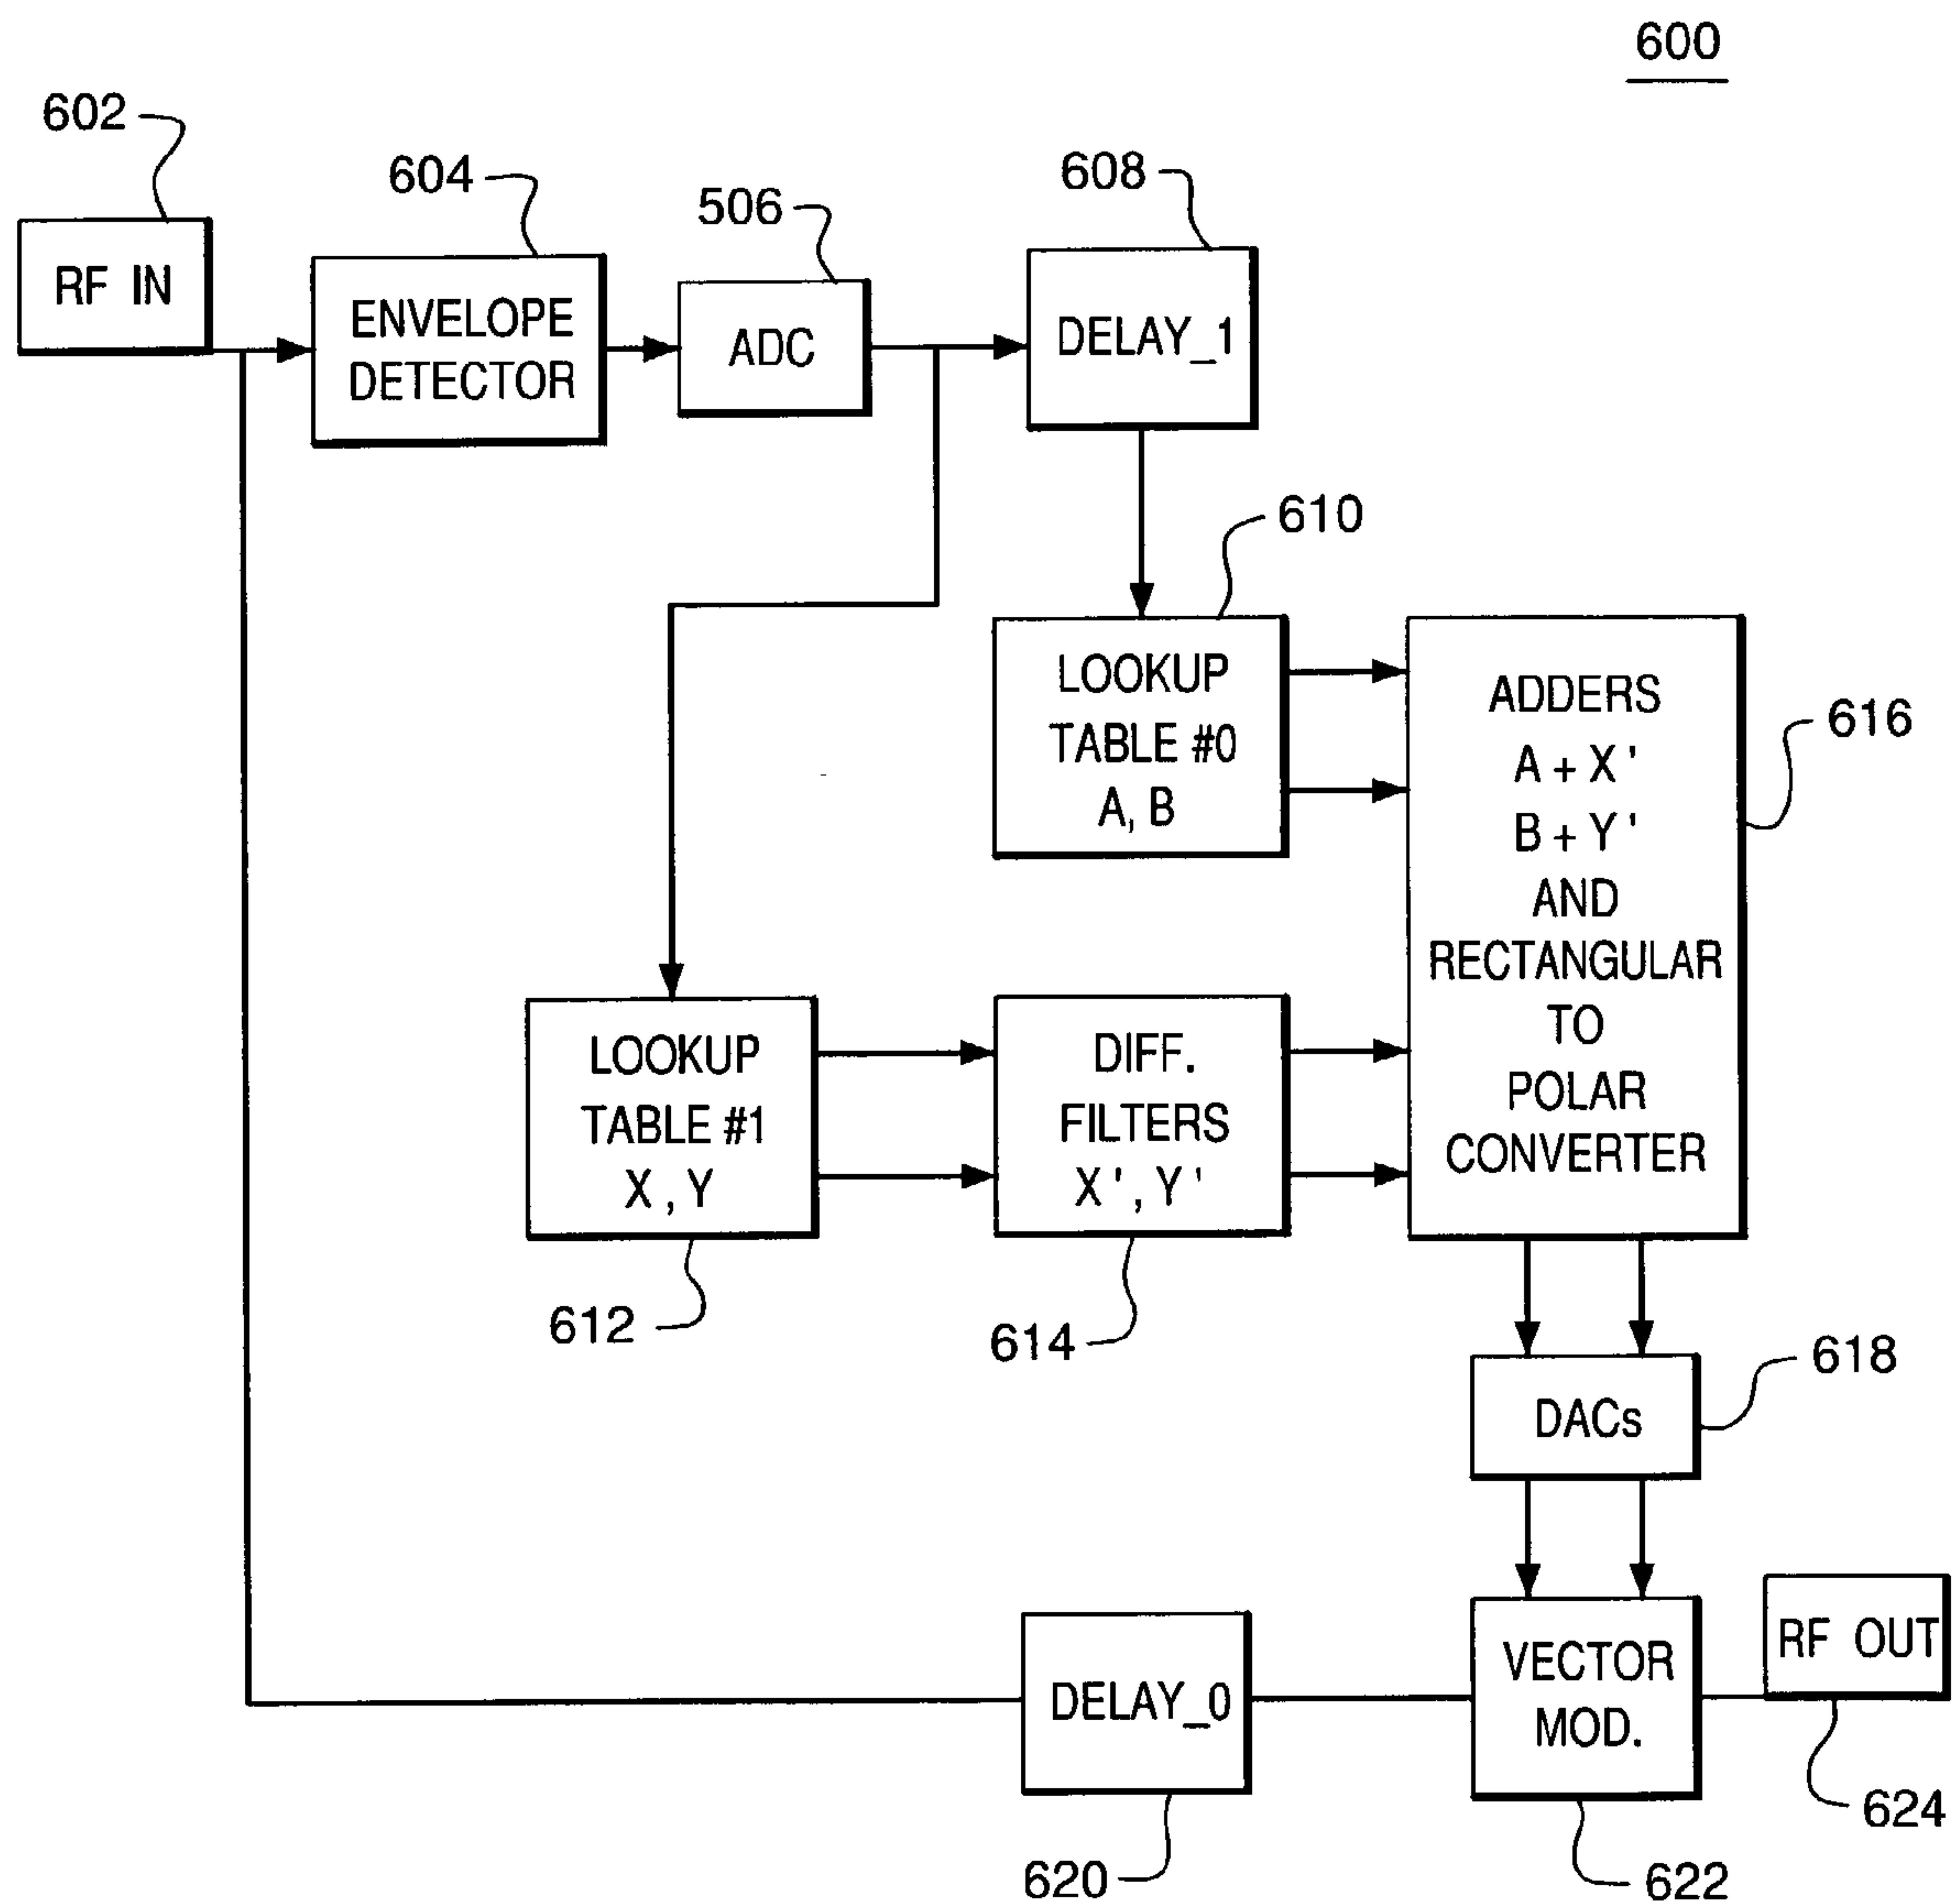 600
602
604
506
608
RF IN
ENVELOPE
DETECTOR
ADC
DELAY_1
610
LOOKUP
TABLE #0
A, B
ADDERS
A + X'
B + Y'
AND
RECTANGULAR
TO
POLAR
CONVERTER
616
LOOKUP
TABLE #1
X , Y
DIFF.
FILTERS
X' , Y'
612
614
DACs
618
DELAY_0
VECTOR
MOD.
RF OUT
620
622
624